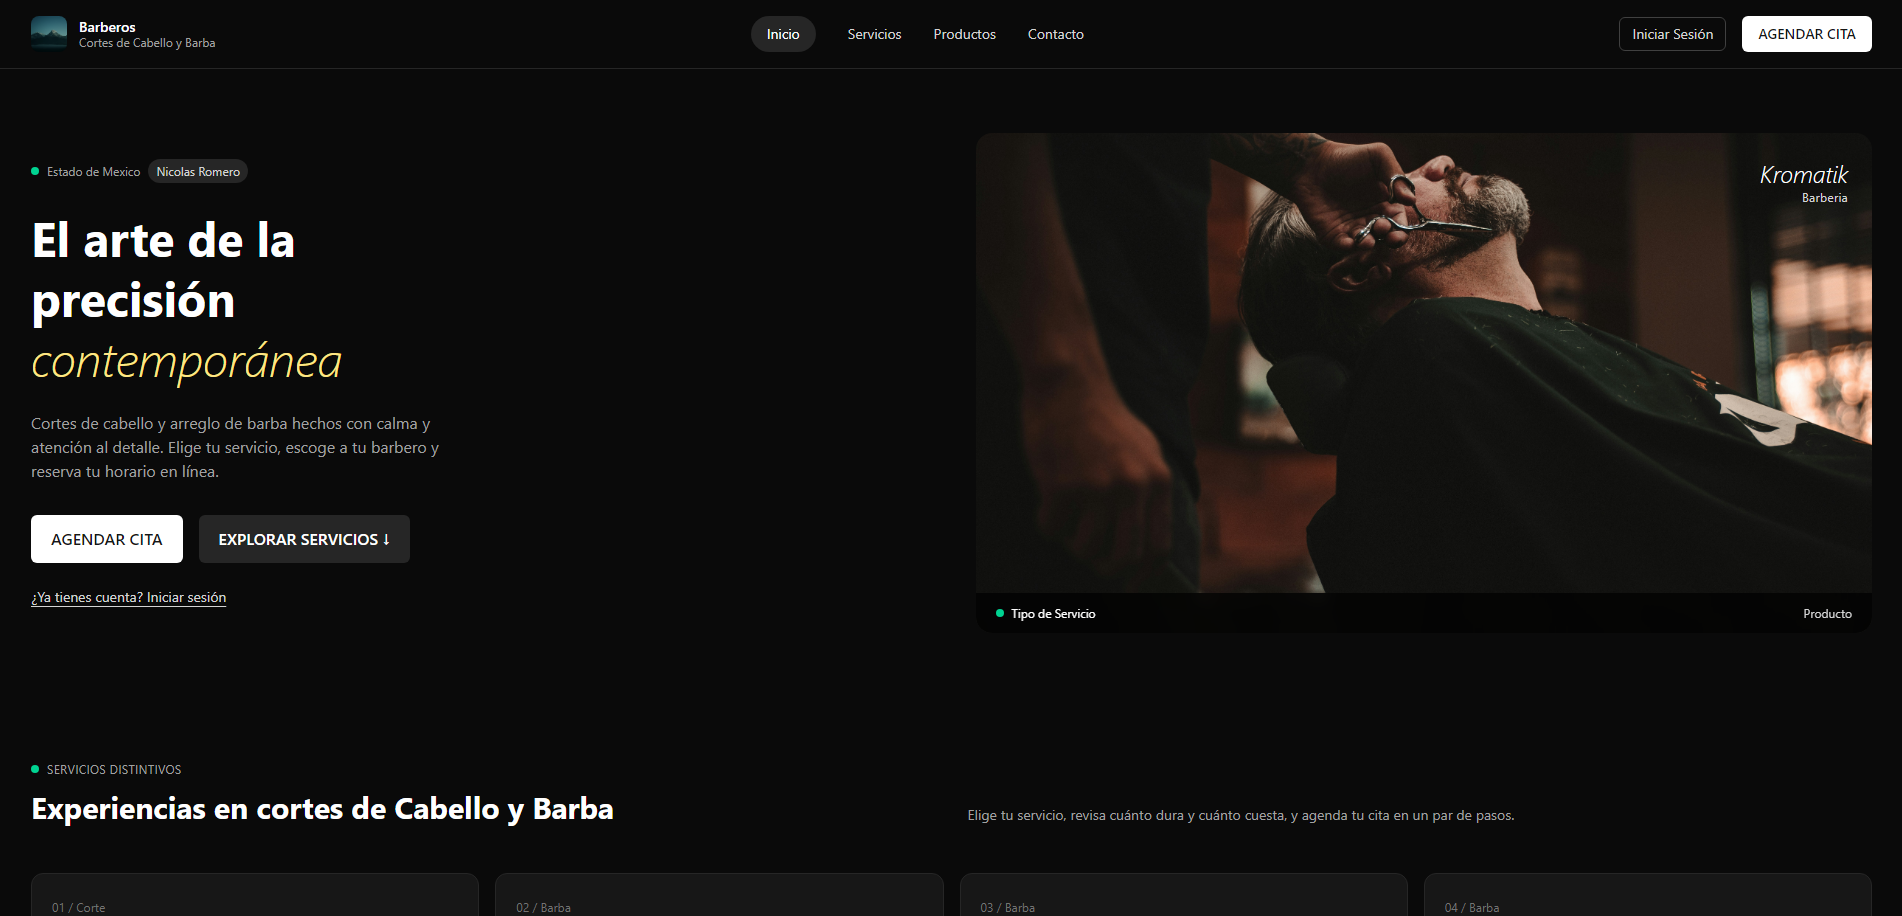 Barberos
Cortes de Cabello y Barba
Inicio
Servicios
Productos
Contacto
Iniciar Sesión
AGENDAR CITA
Estado de Mexico
Nicolas Romero
El arte de la
precisión
contemporánea
Cortes de cabello y arreglo de barba hechos con calma y
atención al detalle. Elige tu servicio, escoge a tu barbero y
reserva tu horario en línea.
AGENDAR CITA
EXPLORAR SERVICIOS ↓
¿Ya tienes cuenta? Iniciar sesión
Kromatik
Barberia
Tipo de Servicio
Producto
SERVICIOS DISTINTIVOS
Experiencias en cortes de Cabello y Barba
Elige tu servicio, revisa cuánto dura y cuánto cuesta, y agenda tu cita en un par de pasos.
01 / Corte
02 / Barba
03 / Barba
04 / Barba